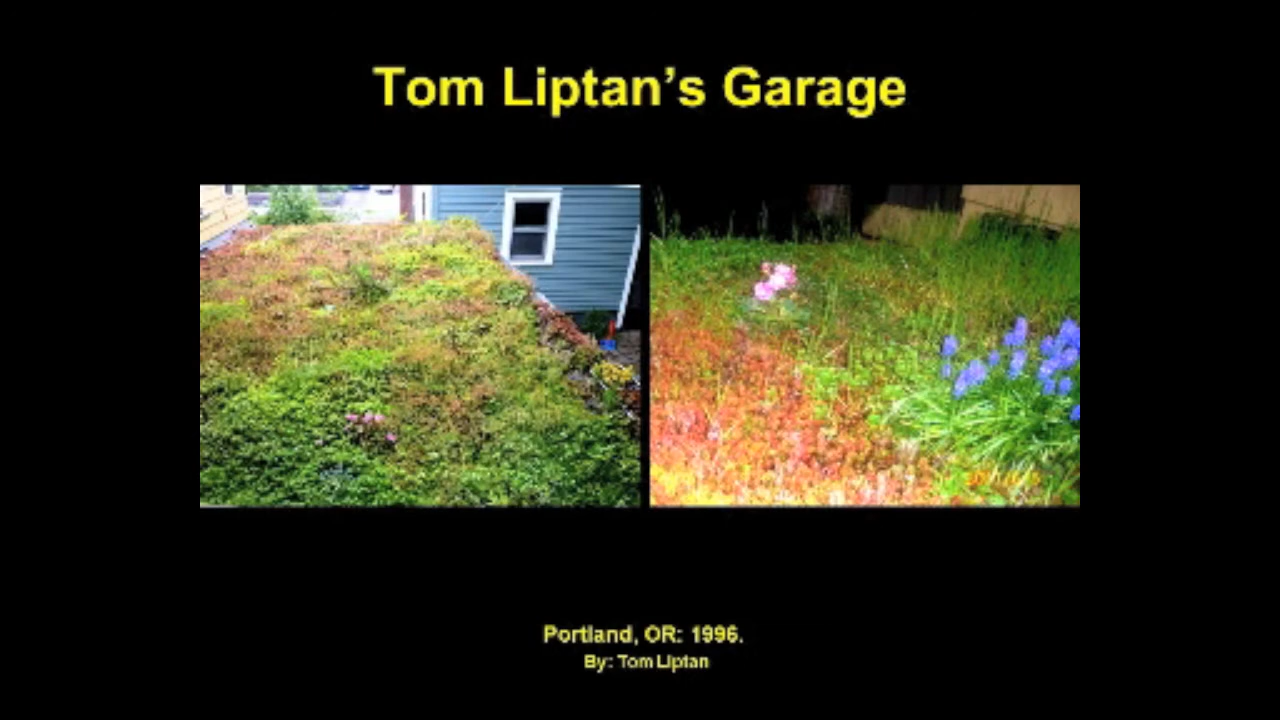 Tom Liptan’s Garage
Portland, OR: 1996.
By: Tom Liptan